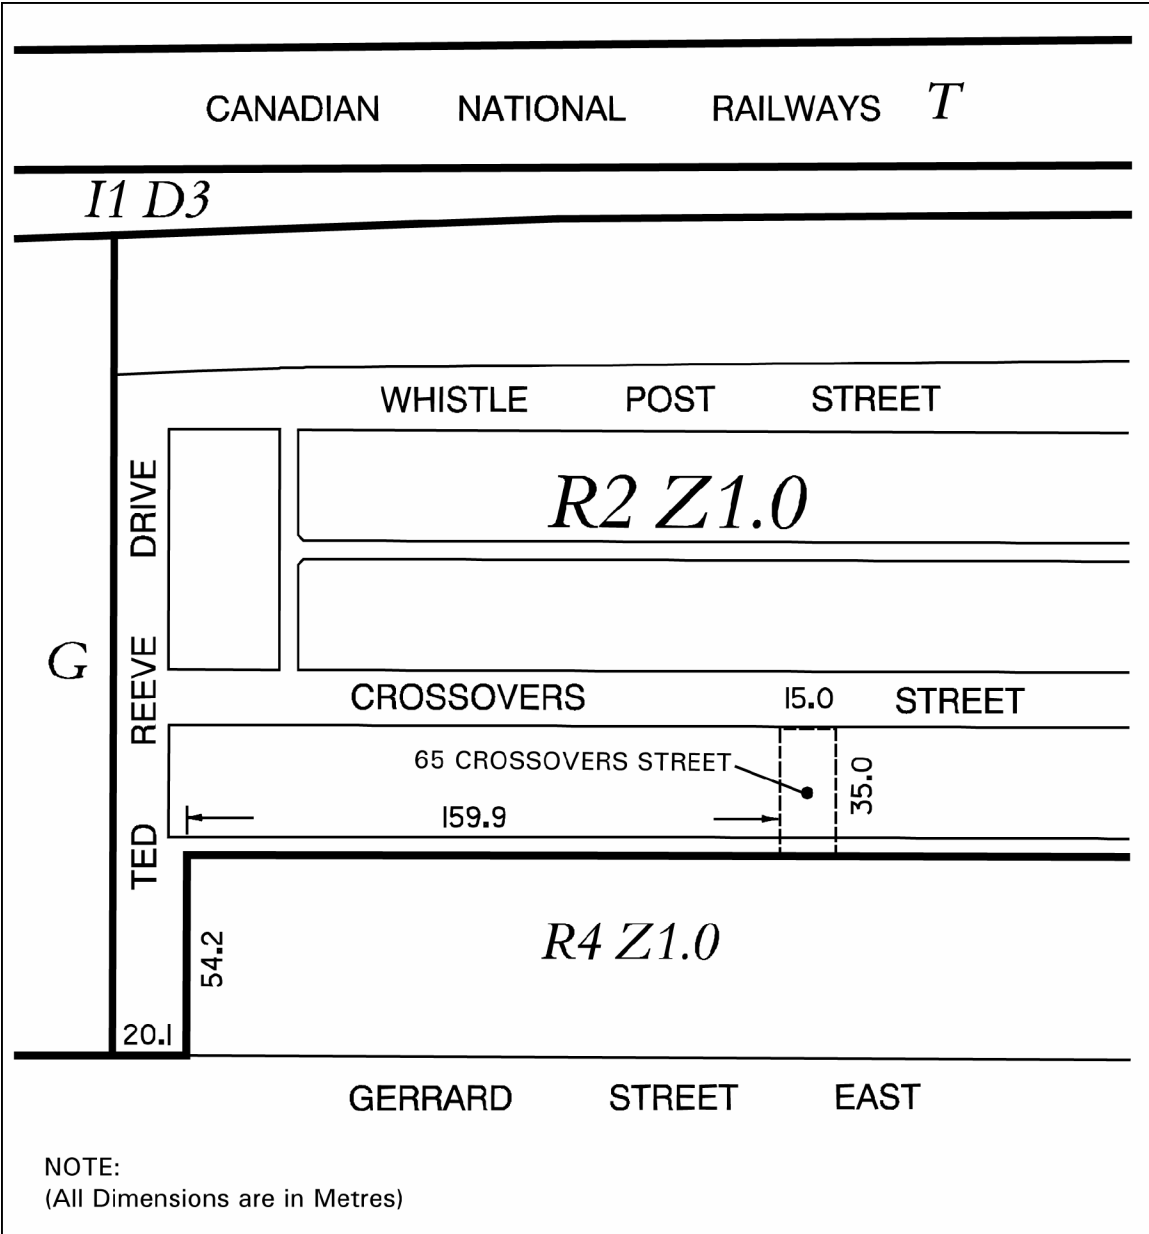 CANADIAN NATIONAL RAILWAYS T
I1 D3
WHISTLE POST STREET
R2 Z1.0
TED REEVE DRIVE
G
CROSSOVERS 15.0 STREET
65 CROSSOVERS STREET
35.0
159.9
R4 Z1.0
54.2
20.1
GERRARD STREET EAST
NOTE:
(All Dimensions are in Metres)